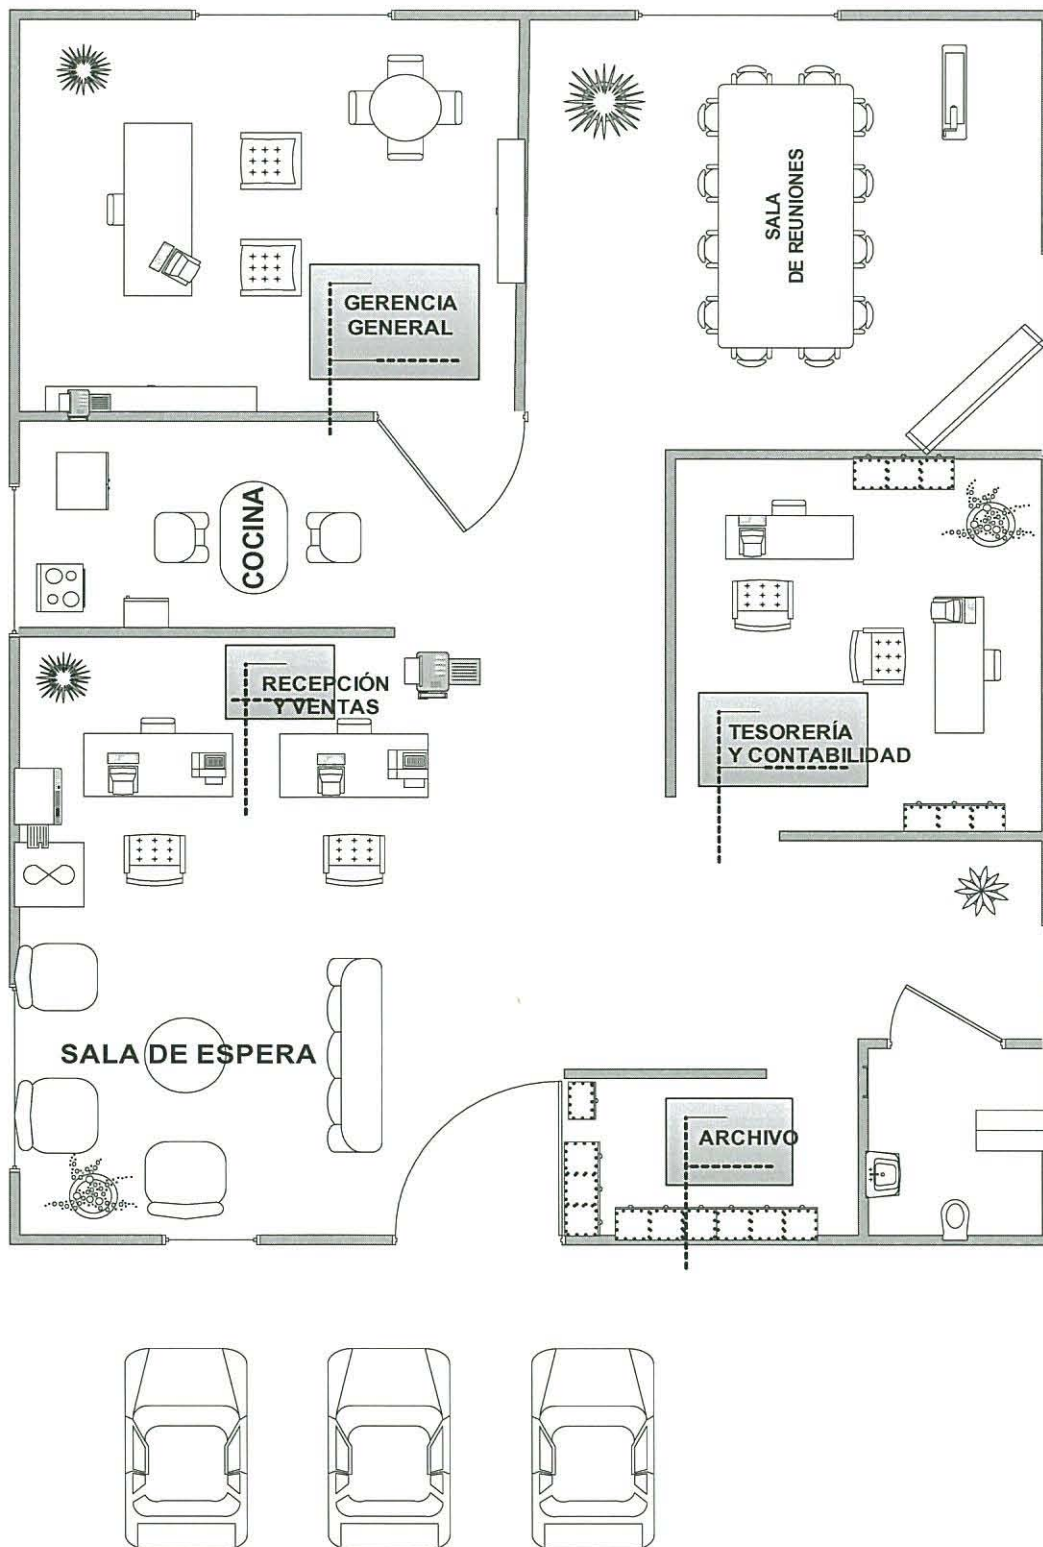 SALA
DE REUNIONES
GERENCIA
GENERAL
COCINA
RECEPCIÓN
Y VENTAS
TESORERÍA
Y CONTABILIDAD
SALA DE ESPERA
ARCHIVO